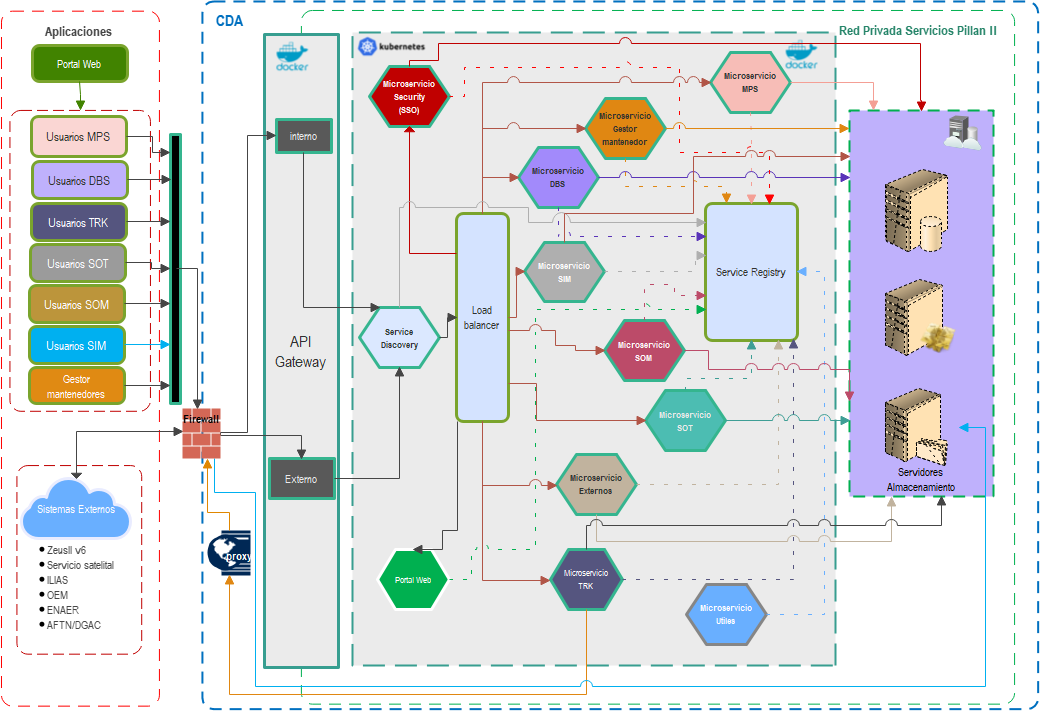 CDA
Red Privada Servicios Pillan II
Aplicaciones
Portal Web
Usuarios MPS
Usuarios DBS
Usuarios TRK
Usuarios SOT
Usuarios SOM
Usuarios SIM
Gestor
mantenedores
Firewall
Sistemas Externos
ZeusII v6
Servicio satelital
ILIAS
OEM
ENAER
AFTN/DGAC
proxy
docker
interno
API
Gateway
Externo
kubernetes
docker
Microservicio
Security
(SSO)
Microservicio
MPS
Microservicio
Gestor
mantenedor
Microservicio
DBS
Microservicio
SIM
Service Registry
Service
Discovery
Load
balancer
Microservicio
SOM
Microservicio
SOT
Microservicio
Externos
Portal Web
Microservicio
TRK
Microservicio
Utiles
Servidores
Almacenamiento